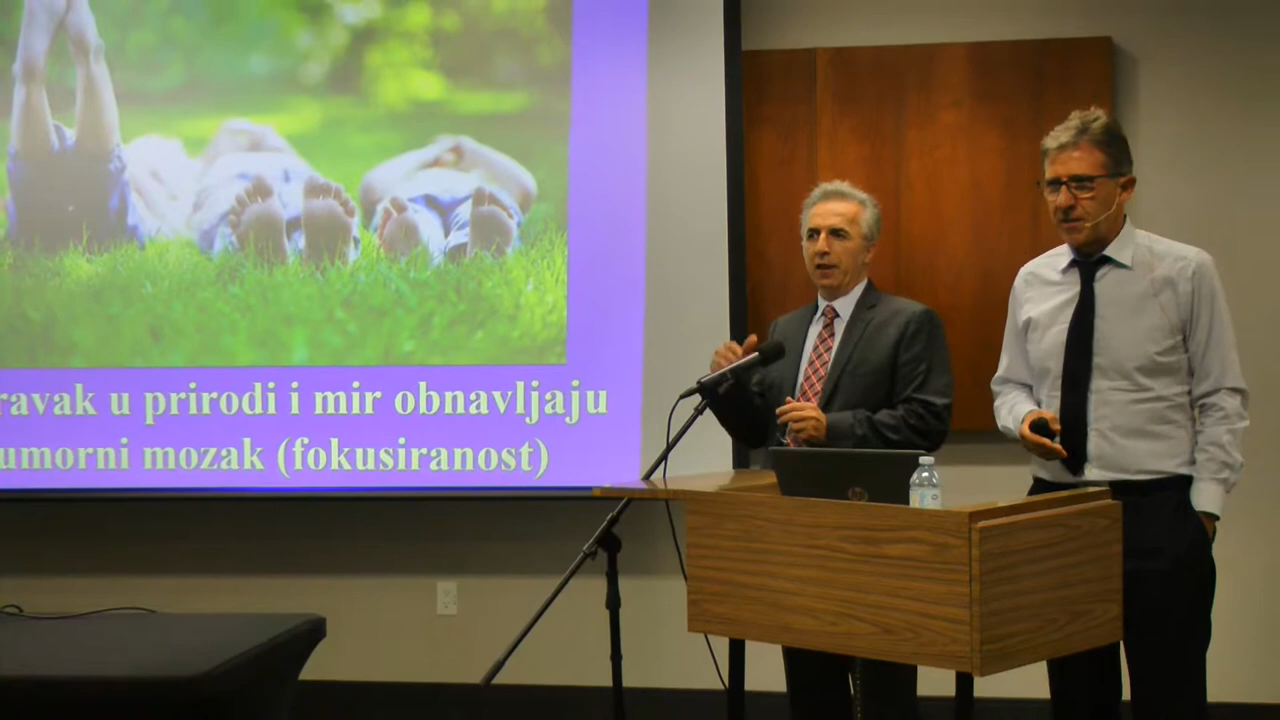 ravak u prirodi i mir obnavljaju
umorni mozak (fokusiranost)